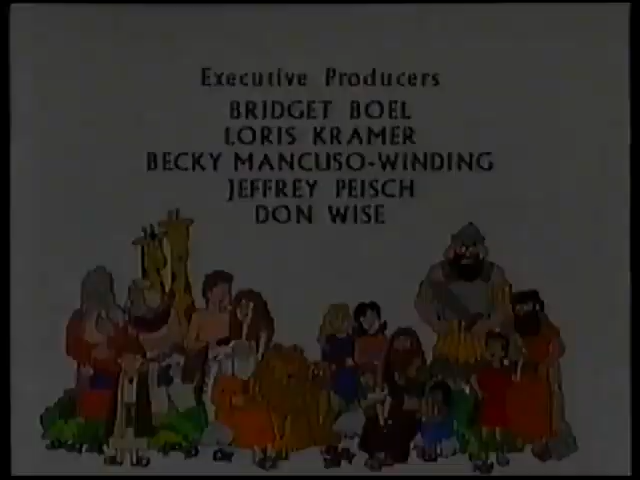 Executive Producers
BRIDGET BOEL
LORIS KRAMER
BECKY MANCUSO-WINDING
JEFFREY PEISCH
DON WISE